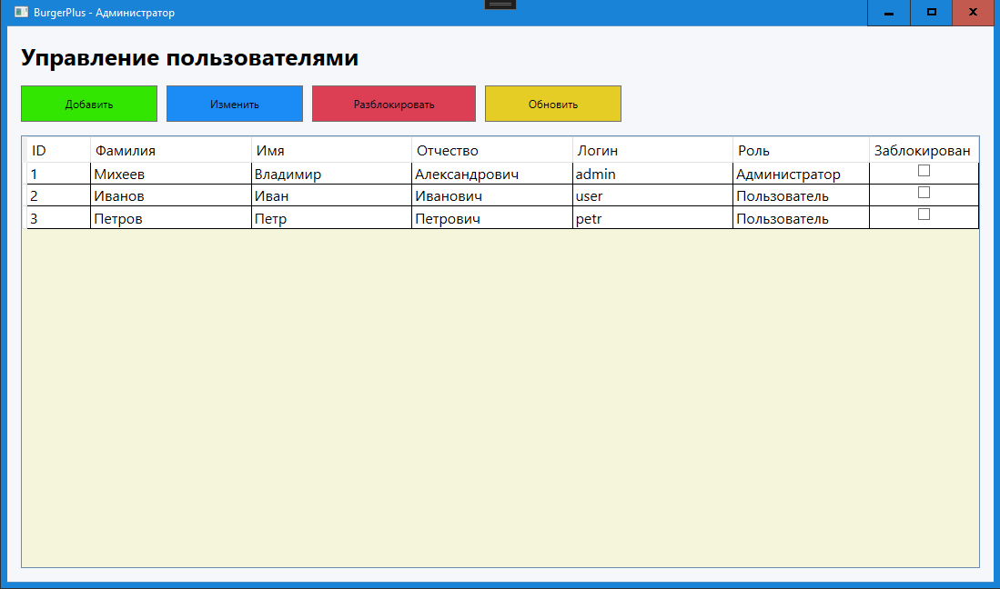 BurgerPlus - Администратор
Управление пользователями
Добавить Изменить Разблокировать Обновить
ID Фамилия Имя Отчество Логин Роль Заблокирован
1 Михеев Владимир Александрович admin Администратор
2 Иванов Иван Иванович user Пользователь
3 Петров Петр Петрович petr Пользователь